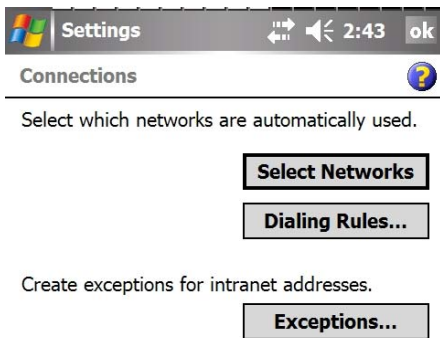 Settings 2:43 ok
Connections ?
Select which networks are automatically used.
Select Networks
Dialing Rules...
Create exceptions for intranet addresses.
Exceptions...